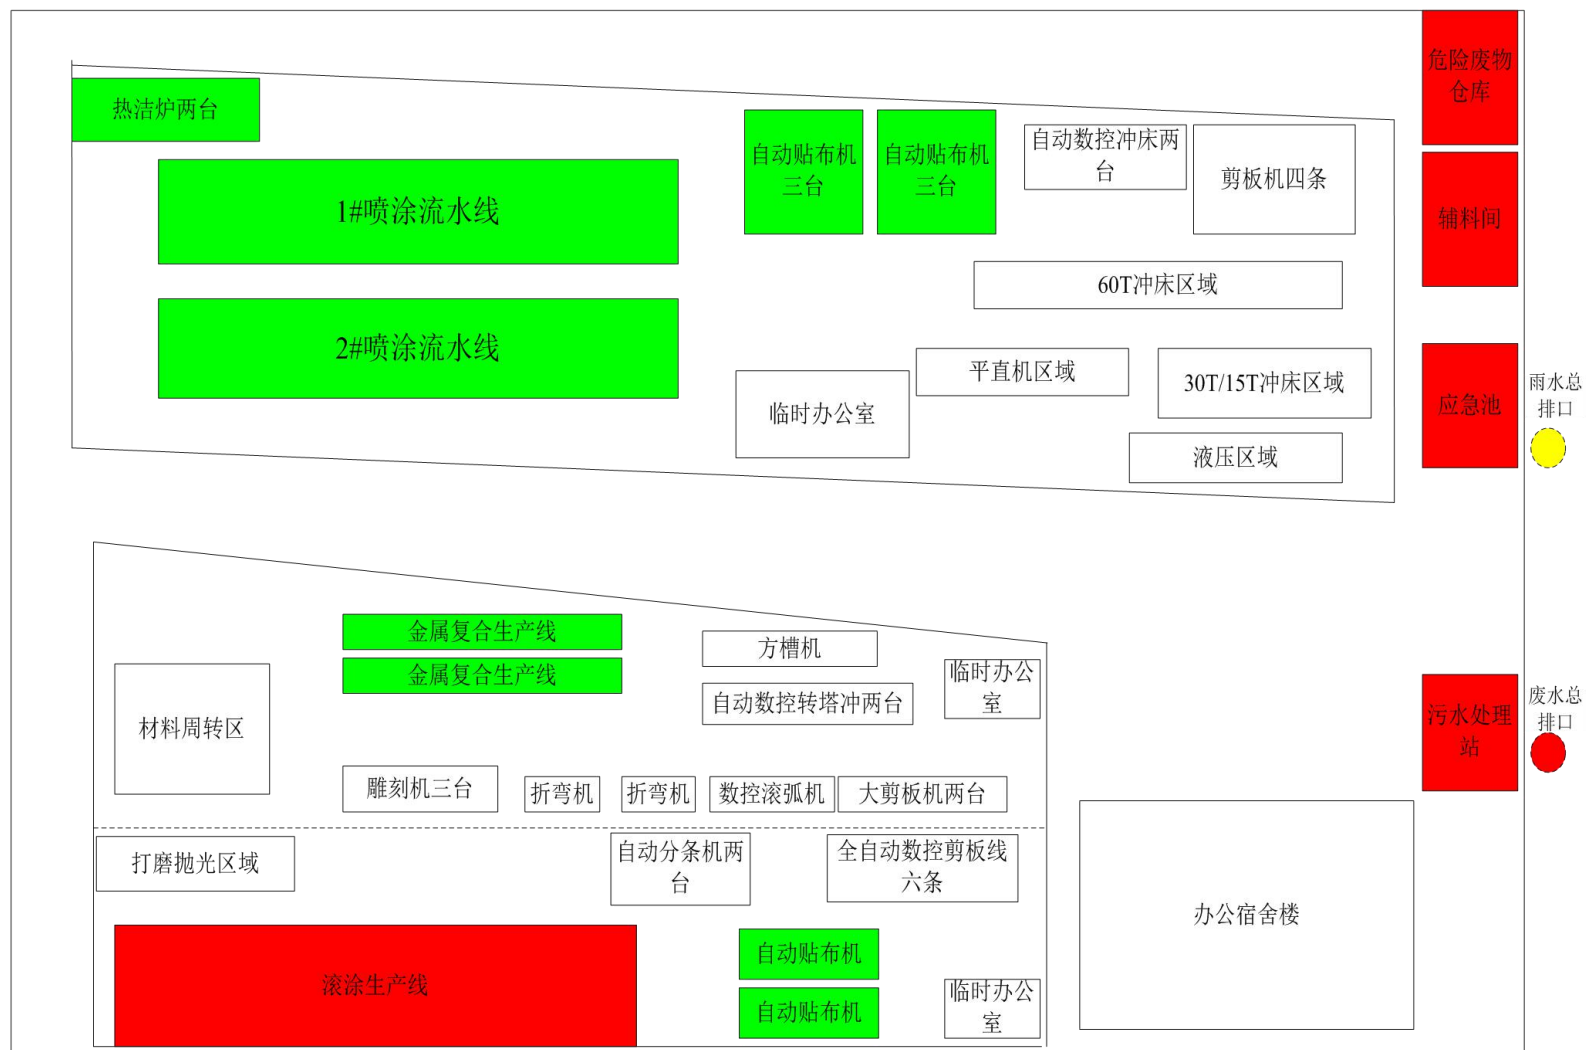 危险废物
仓库
热洁炉两台
自动贴布机
三台
自动贴布机
三台
自动数控冲床两
台
剪板机四条
1#喷涂流水线
辅料间
60T冲床区域
2#喷涂流水线
平直机区域
30T/15T冲床区域
临时办公室
应急池
雨水总
排口
液压区域
金属复合生产线
金属复合生产线
方槽机
临时办公
室
自动数控转塔冲两台
材料周转区
污水处理
站
废水总
排口
雕刻机三台
折弯机
折弯机
数控滚弧机
大剪板机两台
打磨抛光区域
自动分条机两
台
全自动数控剪板线
六条
办公宿舍楼
滚涂生产线
自动贴布机
自动贴布机
临时办公
室